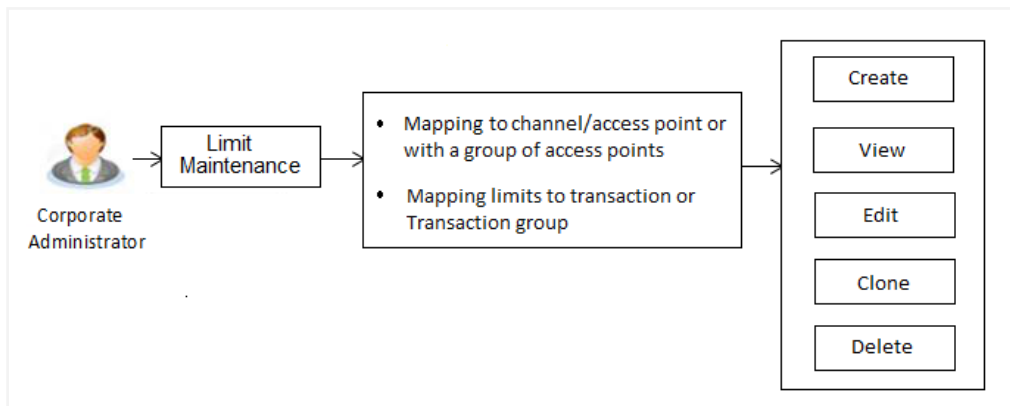 Corporate
Administrator
Limit
Maintenance
• Mapping to channel/access point or
with a group of access points
• Mapping limits to transaction or
Transaction group
Create
View
Edit
Clone
Delete